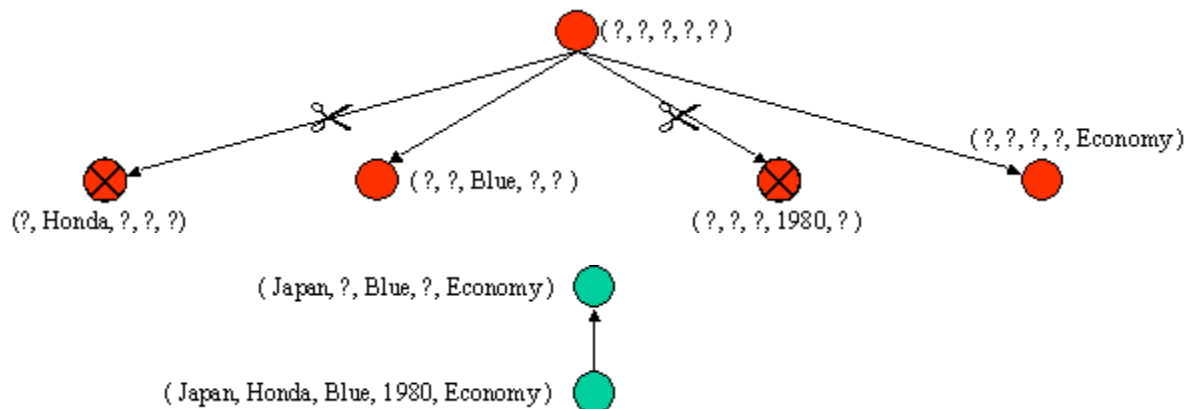 ( ?, ?, ?, ?, ? )
( ?, ?, ?, ?, Economy )
( ?, ?, Blue, ?, ? )
(?, Honda, ?, ?, ?)
( ?, ?, ?, 1980, ? )
( Japan, ?, Blue, ?, Economy )
( Japan, Honda, Blue, 1980, Economy )